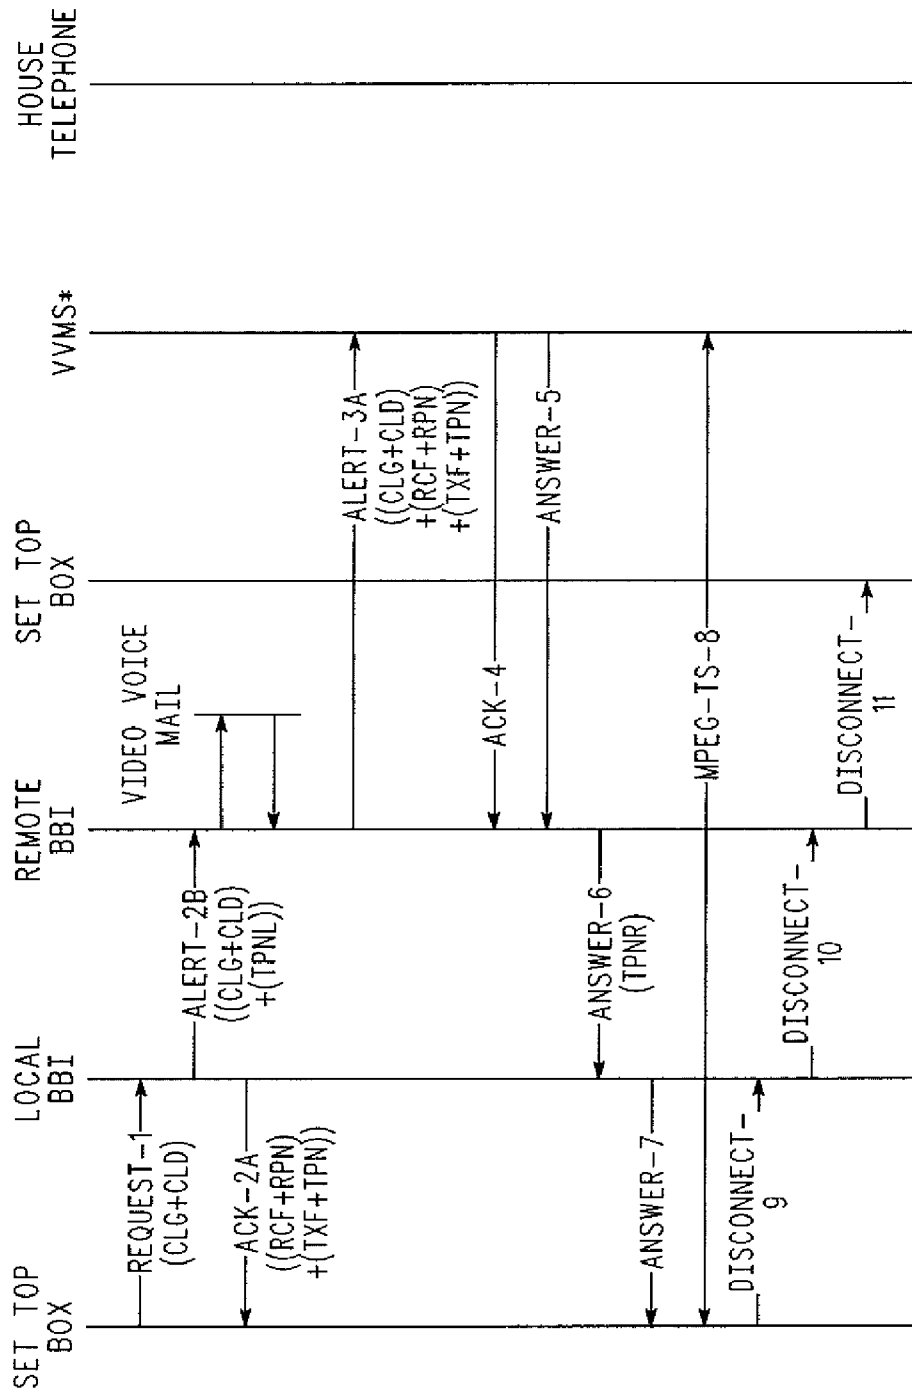 SET TOP
BOX
LOCAL
BBI
REMOTE
BBI
VIDEO VOICE
MAIL
SET TOP
BOX
VVMS*
HOUSE
TELEPHONE
REQUEST-1
(CLG+CLD)
ALERT-2B
((CLG+CLD)
+(TPNL))
ACK-2A
((RCF+RPN)
+(TXF+TPN))
ALERT-3A
((CLG+CLD)
+(RCF+RPN)
+(TXF+TPN))
ACK-4
ANSWER-5
ANSWER-6
(TPNR)
ANSWER-7
MPEG-TS-8
DISCONNECT-
9
DISCONNECT-
10
DISCONNECT-
11